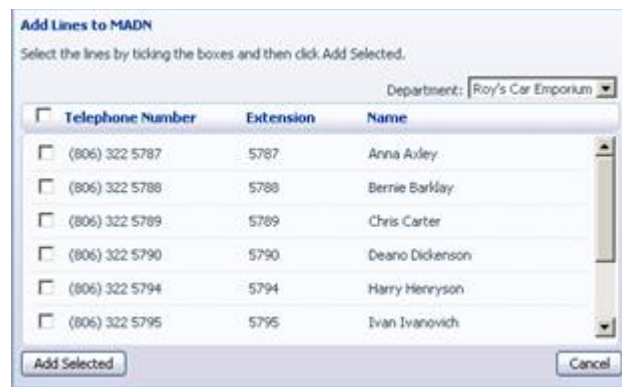 Add Lines to MADN
Select the lines by ticking the boxes and then click Add Selected.
Department: Roy's Car Emporium
Telephone Number Extension Name
(806) 322 5787 5787 Anna Axley
(806) 322 5788 5788 Bernie Barklay
(806) 322 5789 5789 Chris Carter
(806) 322 5790 5790 Deano Dickenson
(806) 322 5794 5794 Harry Henryson
(806) 322 5795 5795 Ivan Ivanovich
Add Selected Cancel